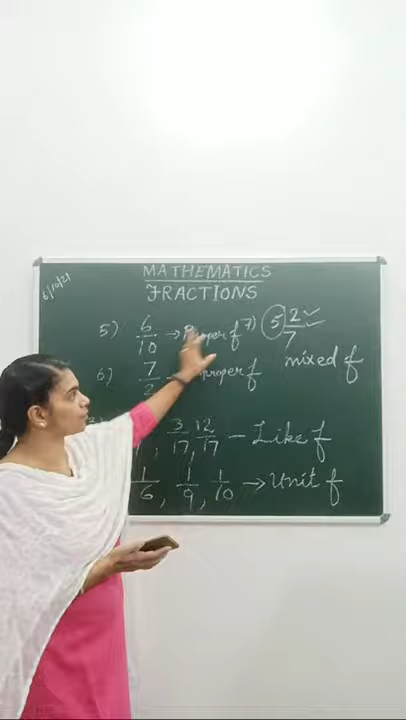 6/10/21
MATHEMATICS
FRACTIONS
5) 6/10 → Proper f
6) 7/2 proper f
7) 5 2/7
mixed f
, 3/17, 12/17 - Like f
1/6, 1/9, 1/10 → Unit f